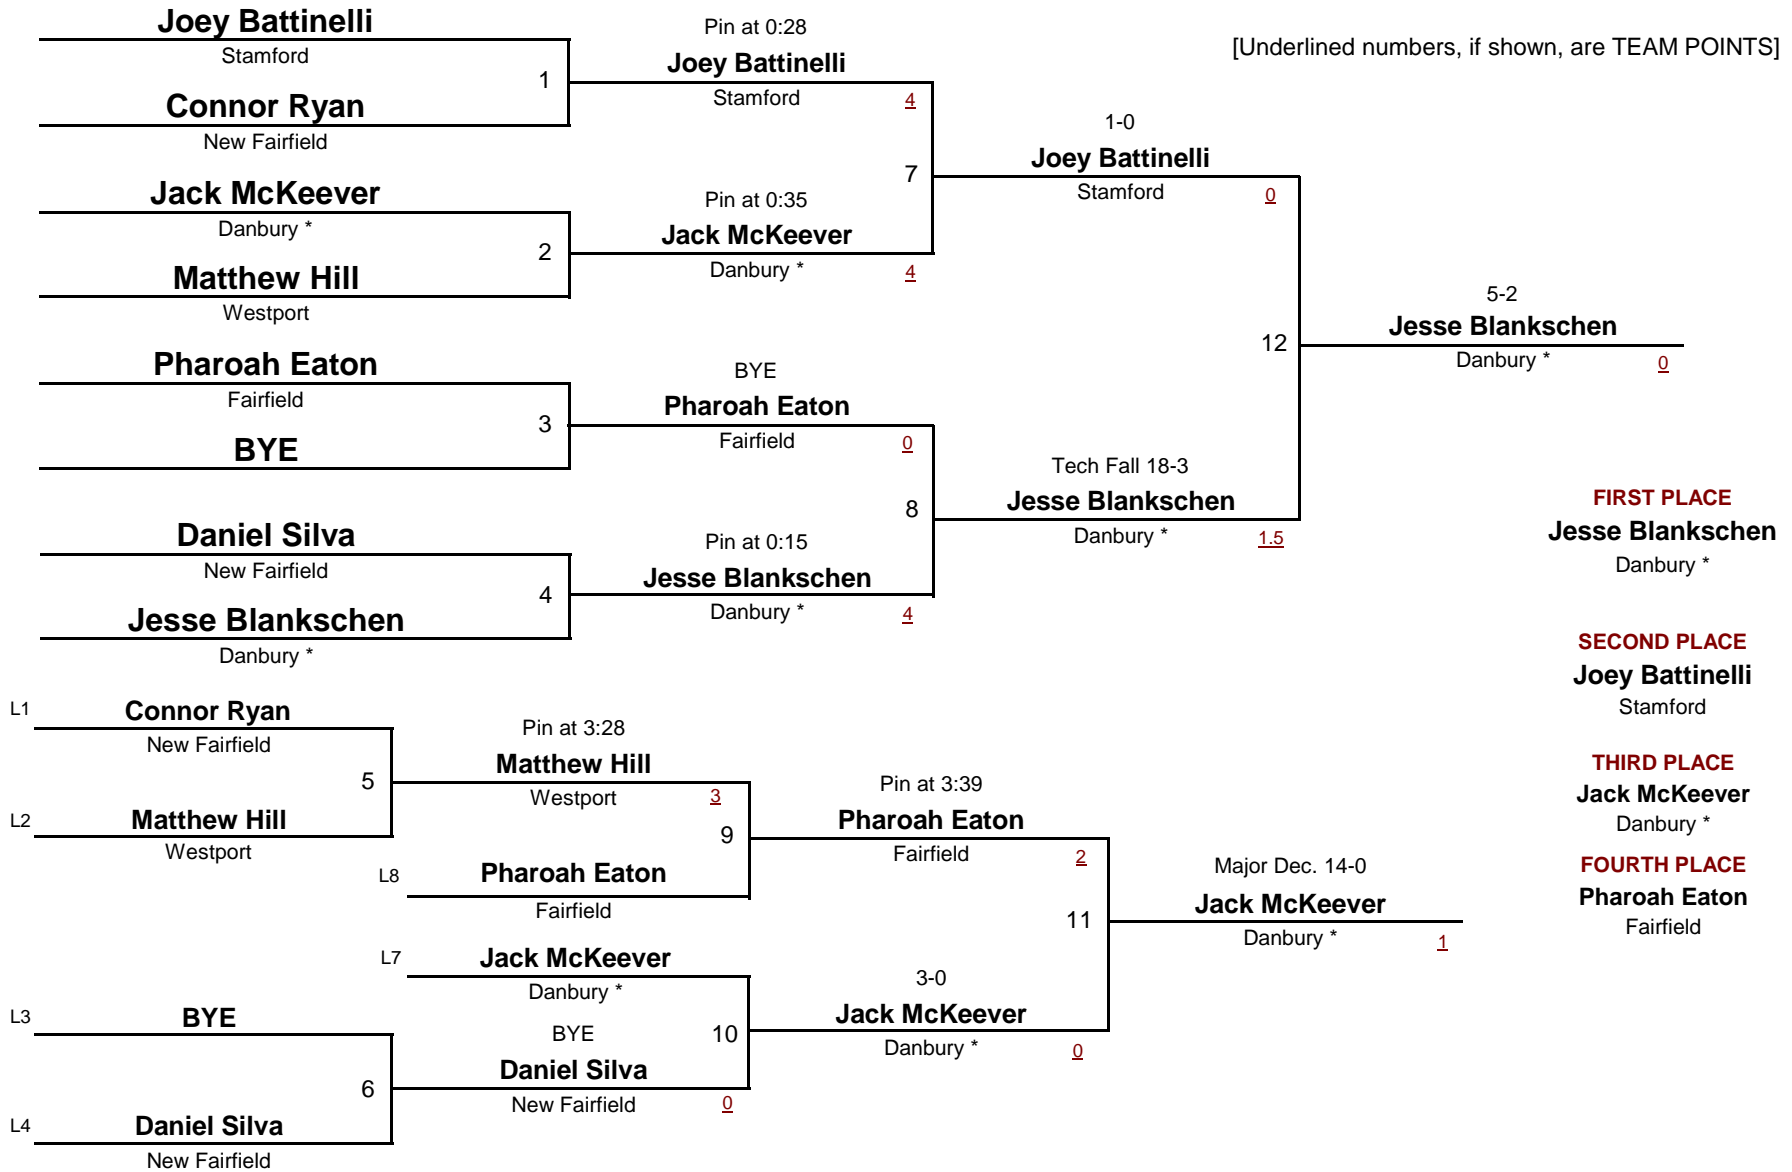 Joey Battinelli
Stamford
1
Connor Ryan
New Fairfield
Jack McKeever
Danbury *
2
Matthew Hill
Westport
Pharoah Eaton
Fairfield
3
BYE
Daniel Silva
New Fairfield
4
Jesse Blankschen
Danbury *
Pin at 0:28
Joey Battinelli
Stamford
4
7
Pin at 0:35
Jack McKeever
Danbury *
4
BYE
Pharoah Eaton
Fairfield
0
8
Pin at 0:15
Jesse Blankschen
Danbury *
4
1-0
Joey Battinelli
Stamford
0
12
Tech Fall 18-3
Jesse Blankschen
Danbury *
1.5
[Underlined numbers, if shown, are TEAM POINTS]
5-2
Jesse Blankschen
Danbury *
0
L1
Connor Ryan
New Fairfield
5
L2
Matthew Hill
Westport
Pin at 3:28
Matthew Hill
Westport
3
9
L8
Pharoah Eaton
Fairfield
L7
Jack McKeever
Danbury *
10
L3
BYE
6
L4
Daniel Silva
New Fairfield
BYE
Daniel Silva
New Fairfield
0
Pin at 3:39
Pharoah Eaton
Fairfield
2
11
3-0
Jack McKeever
Danbury *
0
Major Dec. 14-0
Jack McKeever
Danbury *
1
FIRST PLACE
Jesse Blankschen
Danbury *
SECOND PLACE
Joey Battinelli
Stamford
THIRD PLACE
Jack McKeever
Danbury *
FOURTH PLACE
Pharoah Eaton
Fairfield